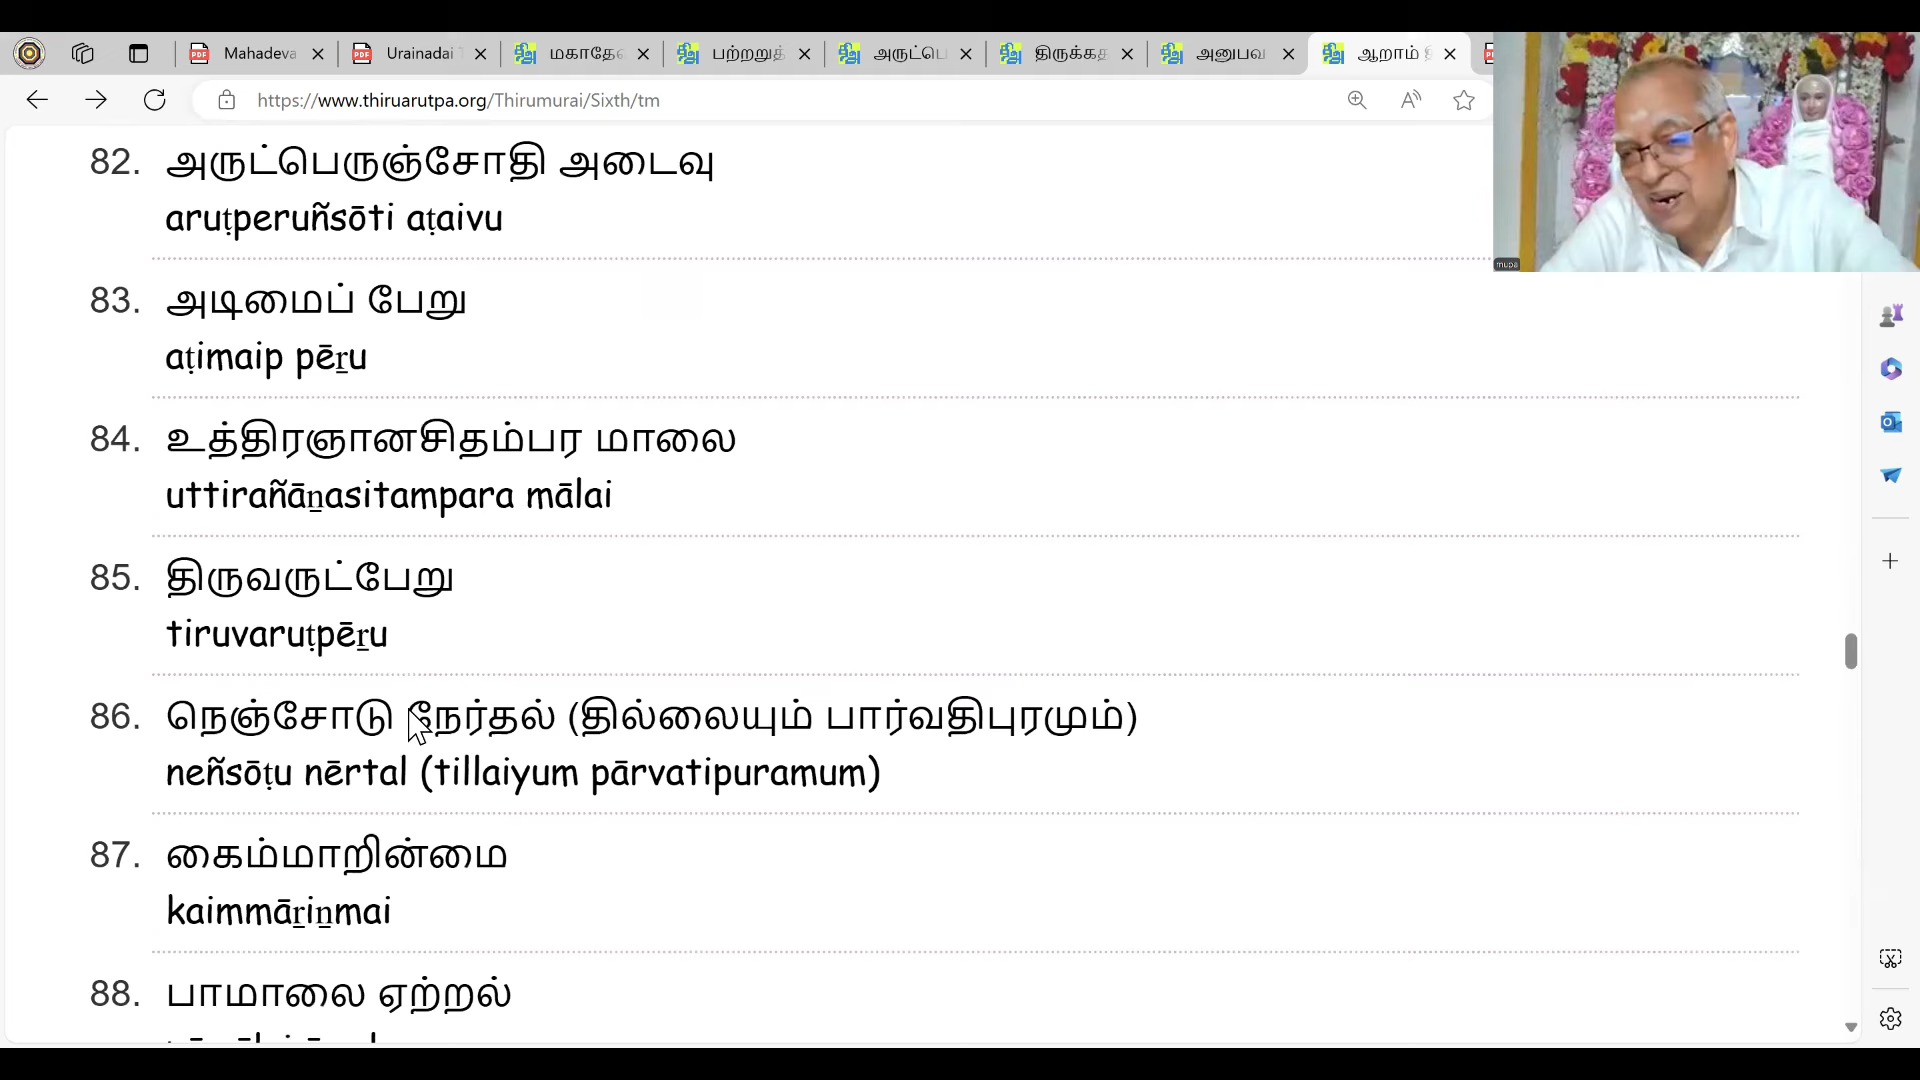 Mahadeva
Urainadai
மகாதே
பற்றறுத்
அருட்பெ
திருக்க
அனுபவ
ஆறாம்
https://www.thiruarutpa.org/Thirumurai/Sixth/tm
mupa
82. அருட்பெருஞ்சோதி அடைவு
aruṭperuñsōti aṭaivu
83. அடிமைப் பேறு
aṭimaip pēṟu
84. உத்திரஞானசிதம்பர மாலை
uttirañāṉasitampara mālai
85. திருவருட்பேறு
tiruvaruṭpēṟu
86. நெஞ்சோடு நேர்தல் (தில்லையும் பார்வதிபுரமும்)
neñsōṭu nērtal (tillaiyum pārvatipuramum)
87. கைம்மாறின்மை
kaimmāṟiṉmai
88. பாமாலை ஏற்றல்